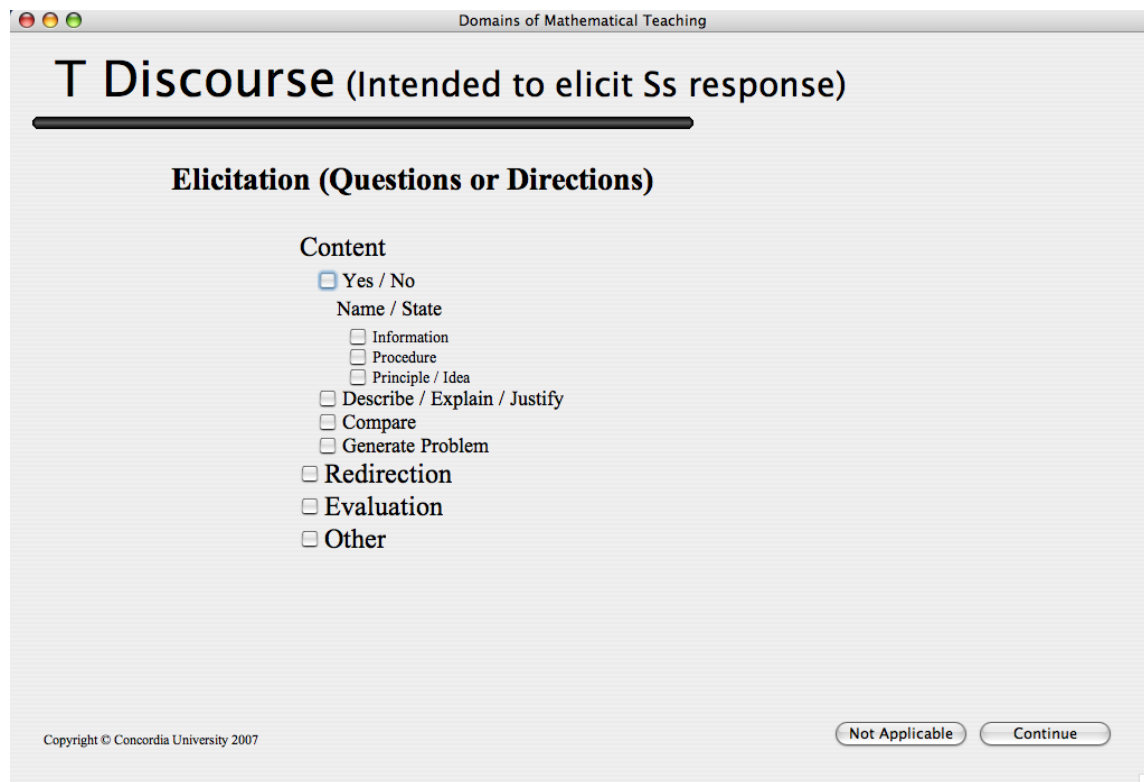 Domains of Mathematical Teaching
T Discourse (Intended to elicit Ss response)
Elicitation (Questions or Directions)
Content
Yes / No
Name / State
Information
Procedure
Principle / Idea
Describe / Explain / Justify
Compare
Generate Problem
Redirection
Evaluation
Other
Copyright © Concordia University 2007
Not Applicable
Continue